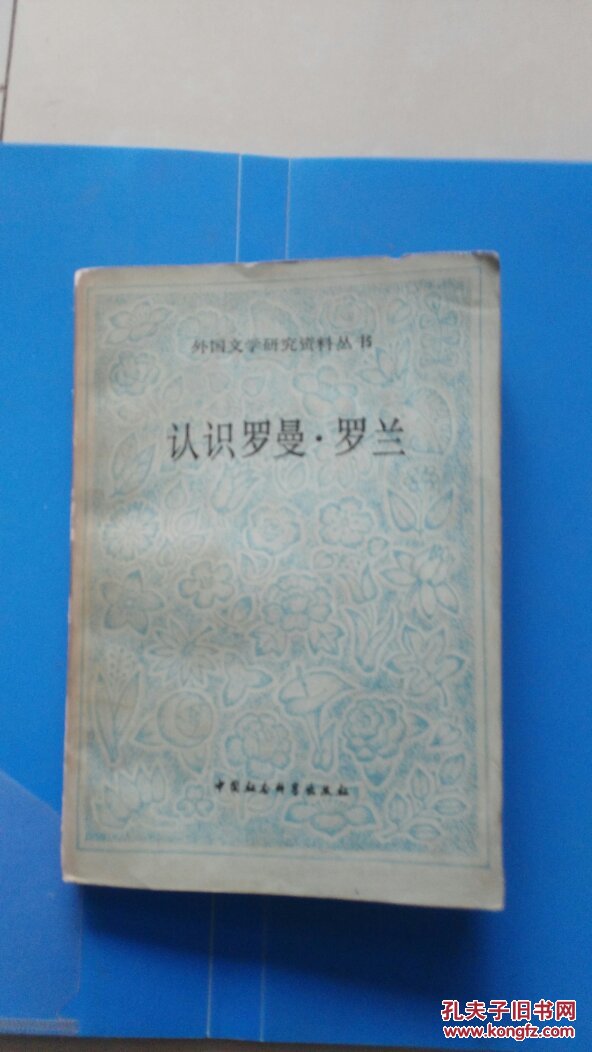 外国文学研究资料丛书
认识罗曼·罗兰
中国社会科学出版社
孔夫子旧书网
www.kongfz.com